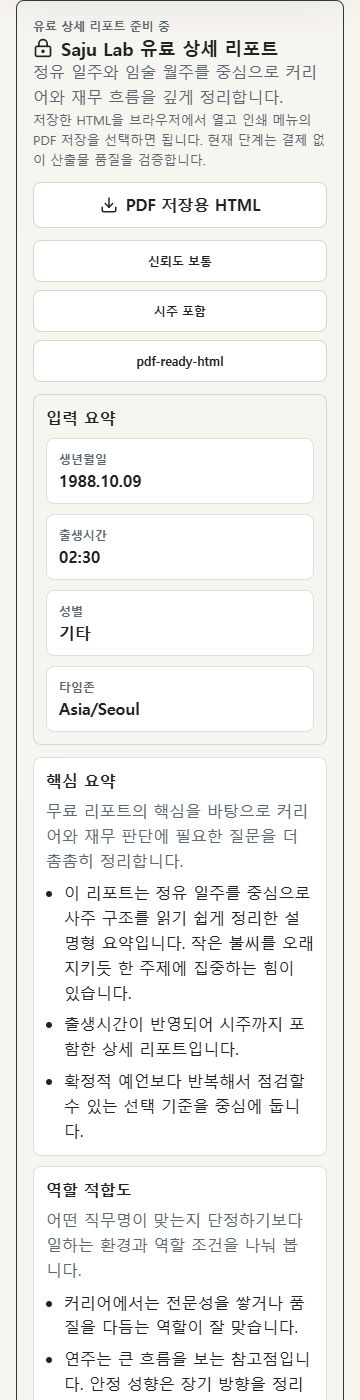 유료 상세 리포트 준비 중
Saju Lab 유료 상세 리포트
정유 일주와 임술 월주를 중심으로 커리
어와 재무 흐름을 깊게 정리합니다.
저장한 HTML을 브라우저에서 열고 인쇄 메뉴의
PDF 저장을 선택하면 됩니다. 현재 단계는 결제 없
이 산출물 품질을 검증합니다.
PDF 저장용 HTML
신뢰도 보통
시주 포함
pdf-ready-html
입력 요약
생년월일
1988.10.09
출생시간
02:30
성별
기타
타임존
Asia/Seoul
핵심 요약
무료 리포트의 핵심을 바탕으로 커리
어와 재무 판단에 필요한 질문을 더
촘촘히 정리합니다.
• 이 리포트는 정유 일주를 중심으로
사주 구조를 읽기 쉽게 정리한 설
명형 요약입니다. 작은 불씨를 오래
지키듯 한 주제에 집중하는 힘이
있습니다.
• 출생시간이 반영되어 시주까지 포
함한 상세 리포트입니다.
• 확정적 예언보다 반복해서 점검할
수 있는 선택 기준을 중심에 둡니
다.
역할 적합도
어떤 직무명이 맞는지 단정하기보다
일하는 환경과 역할 조건을 나눠 봅
니다.
• 커리어에서는 전문성을 쌓거나 품
질을 다듬는 역할이 잘 맞습니다.
• 연주는 큰 흐름을 보는 참고점입니
다. 안정 성향은 장기 방향을 정리